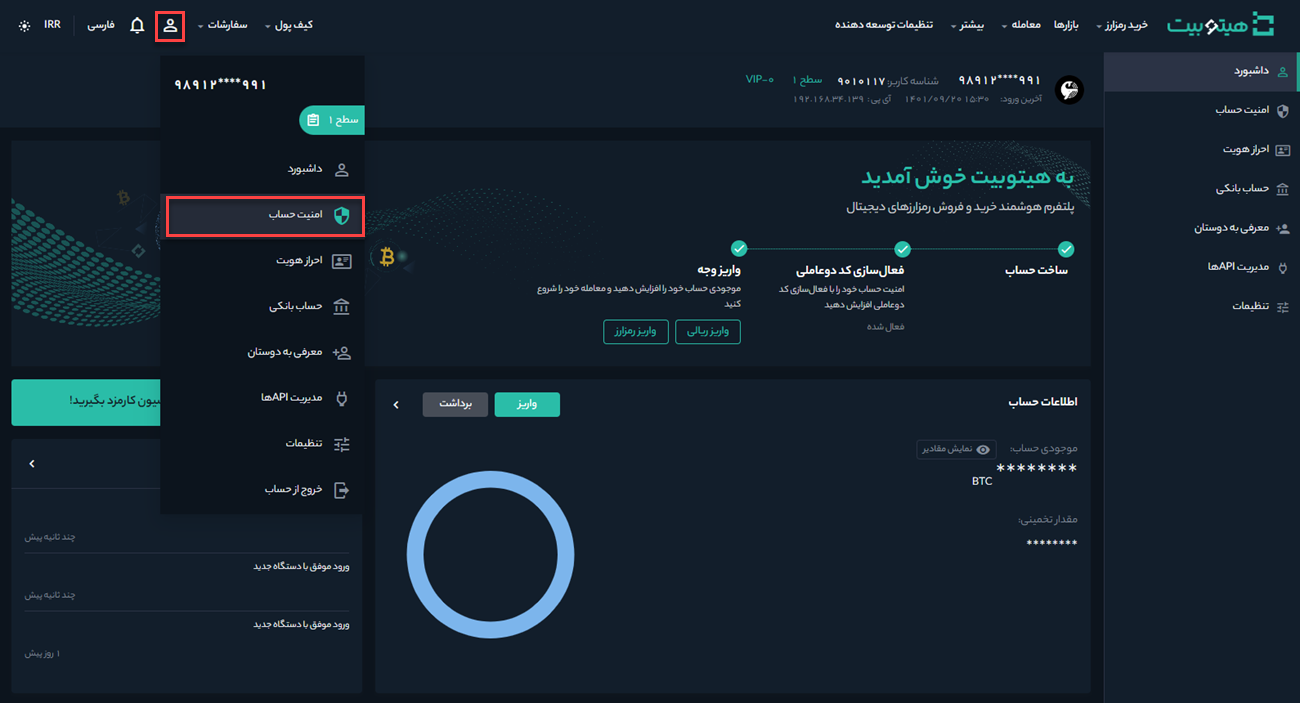 هیتوبیت
خرید رمزارز
بازارها
معامله
بیشتر
تنظیمات توسعه دهنده
کیف پول
سفارشات
فارسی
IRR
داشبورد
امنیت حساب
احراز هویت
حساب بانکی
معرفی به دوستان
مدیریت APIها
تنظیمات
۹۸۹۱۲****۹۹۱
شناسه کاربر: ۹۰۱۰۱۱۷
سطح ۱
VIP-۰
آخرین ورود: ۱۴۰۱/۰۹/۲۰ ۱۵:۳۰
آی پی: ۱۹۲.۱۶۸.۳۴.۱۳۹
به هیتوبیت خوش آمدید
پلتفرم هوشمند خرید و فروش رمزارزهای دیجیتال
ساخت حساب
فعال‌سازی کد دوعاملی
امنیت حساب خود را با فعال‌سازی کد
دوعاملی افزایش دهید
فعال شده
واریز وجه
موجودی حساب خود را افزایش دهید و معامله خود را شروع
کنید
واریز ریالی
واریز رمزارز
اطلاعات حساب
واریز
برداشت
موجودی حساب:
نمایش مقادیر
********
BTC
مقدار تخمینی:
********
۹۸۹۱۲****۹۹۱
سطح ۱
داشبورد
امنیت حساب
احراز هویت
حساب بانکی
معرفی به دوستان
مدیریت APIها
تنظیمات
خروج از حساب
کارمزد بگیرید!
چند ثانیه پیش
ورود موفق با دستگاه جدید
چند ثانیه پیش
ورود موفق با دستگاه جدید
۱ روز پیش